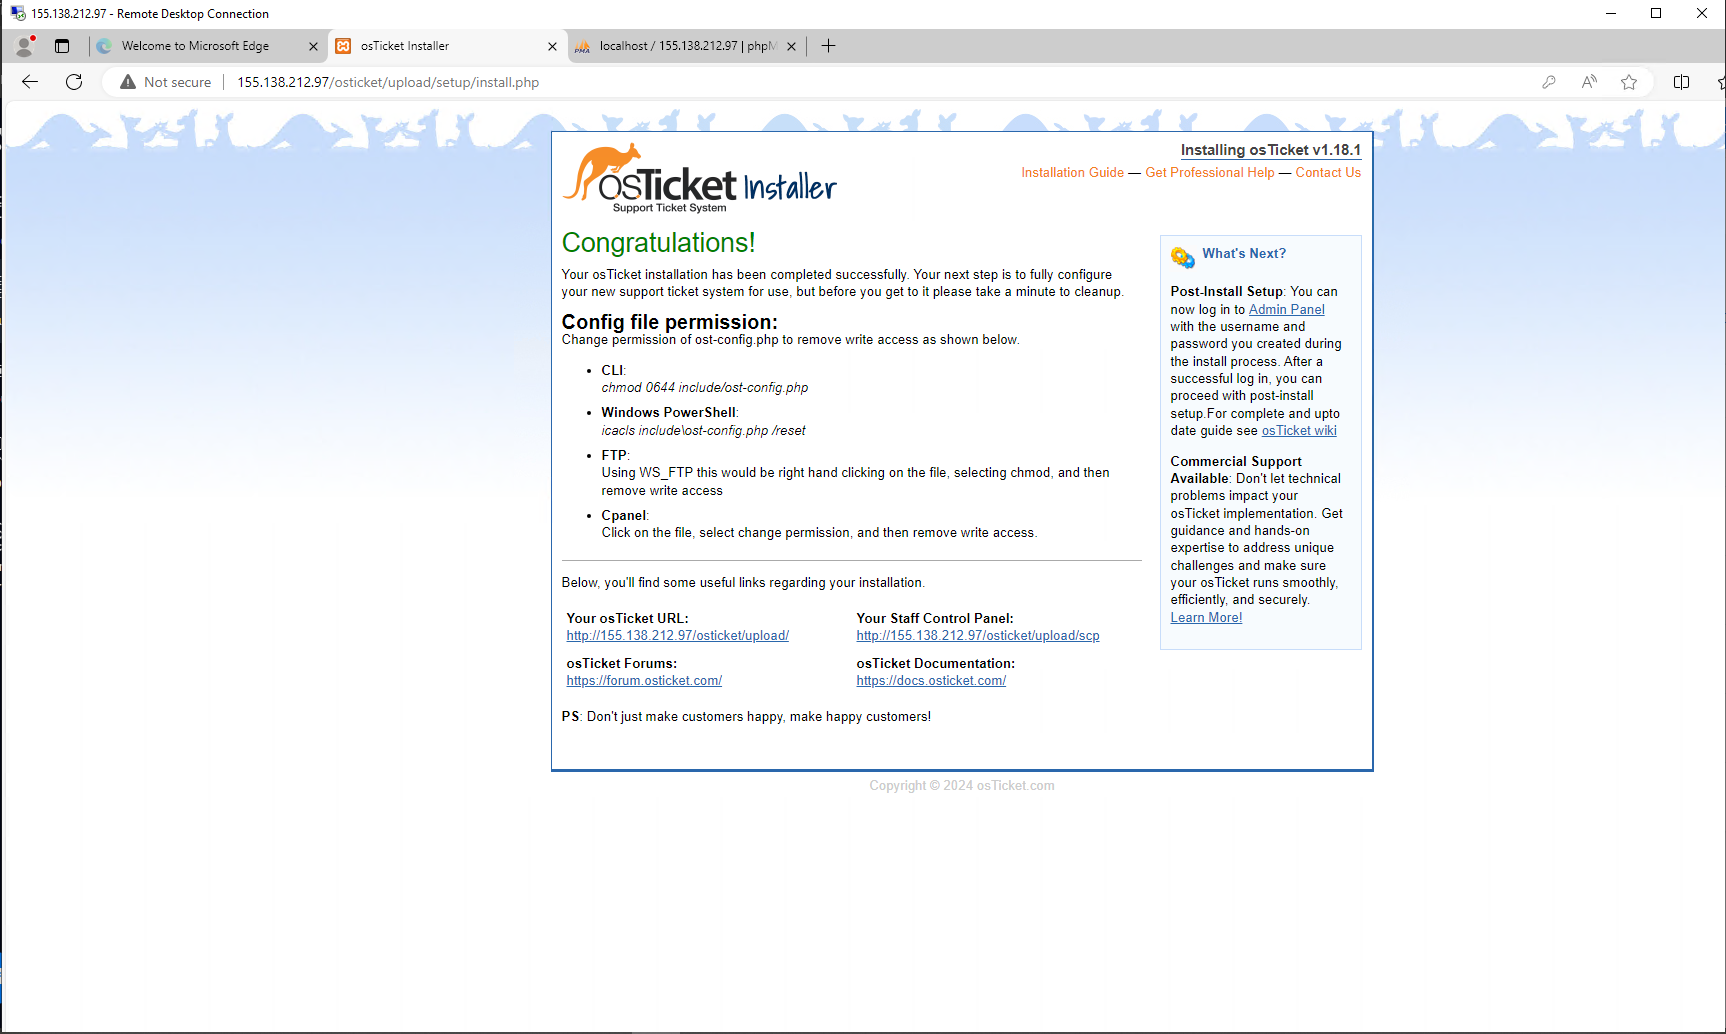 155.138.212.97 - Remote Desktop Connection
Welcome to Microsoft Edge
osTicket Installer
localhost / 155.138.212.97 | phpM
Not secure
155.138.212.97/osticket/upload/setup/install.php
osTicket Installer
Support Ticket System
Installing osTicket v1.18.1
Installation Guide — Get Professional Help — Contact Us
Congratulations!
Your osTicket installation has been completed successfully. Your next step is to fully configure
your new support ticket system for use, but before you get to it please take a minute to cleanup.
Config file permission:
Change permission of ost-config.php to remove write access as shown below.
• CLI:
chmod 0644 include/ost-config.php
• Windows PowerShell:
icacls include\ost-config.php /reset
• FTP:
Using WS_FTP this would be right hand clicking on the file, selecting chmod, and then
remove write access
• Cpanel:
Click on the file, select change permission, and then remove write access.
Below, you'll find some useful links regarding your installation.
Your osTicket URL:
http://155.138.212.97/osticket/upload/
Your Staff Control Panel:
http://155.138.212.97/osticket/upload/scp
osTicket Forums:
https://forum.osticket.com/
osTicket Documentation:
https://docs.osticket.com/
PS: Don't just make customers happy, make happy customers!
What's Next?
Post-Install Setup: You can
now log in to Admin Panel
with the username and
password you created during
the install process. After a
successful log in, you can
proceed with post-install
setup.For complete and upto
date guide see osTicket wiki
Commercial Support
Available: Don't let technical
problems impact your
osTicket implementation. Get
guidance and hands-on
expertise to address unique
challenges and make sure
your osTicket runs smoothly,
efficiently, and securely.
Learn More!
Copyright © 2024 osTicket.com